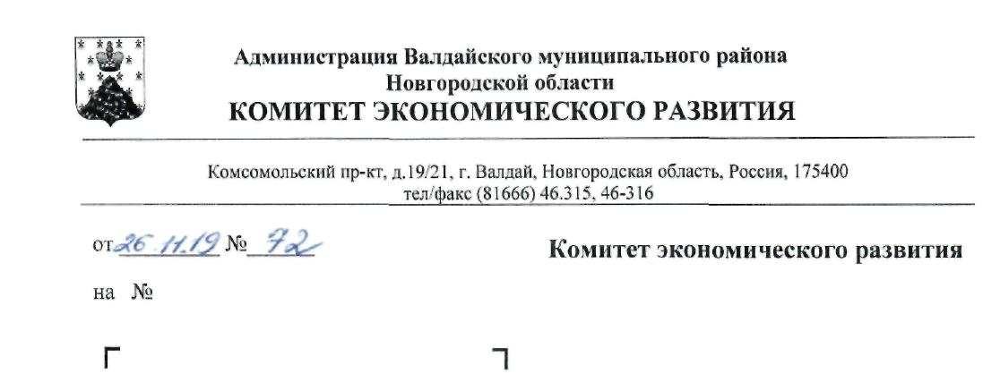 Администрация Валдайского муниципального района
Новгородской области
КОМИТЕТ ЭКОНОМИЧЕСКОГО РАЗВИТИЯ
Комсомольский пр-кт, д.19/21, г. Валдай, Новгородская область, Россия, 175400
тел/факс (81666) 46.315, 46-316
от 26.11.19 № 72
Комитет экономического развития
на №